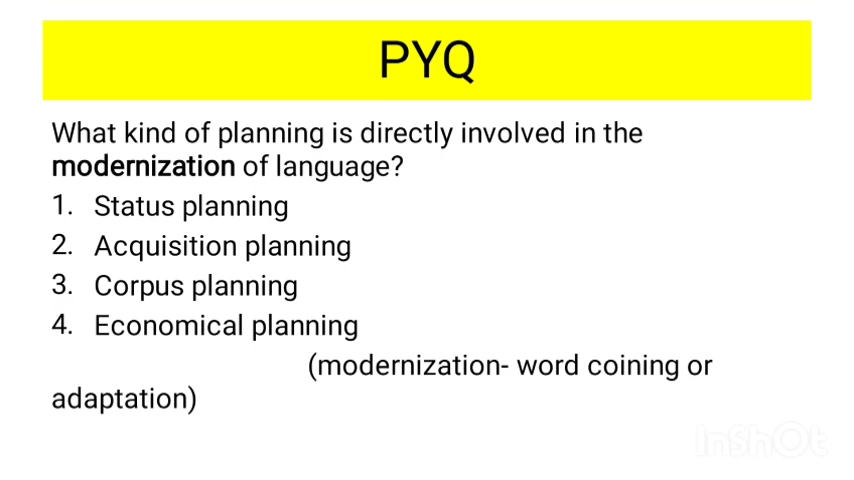 PYQ
What kind of planning is directly involved in the
modernization of language?
1. Status planning
2. Acquisition planning
3. Corpus planning
4. Economical planning
(modernization- word coining or
adaptation)
InShOt